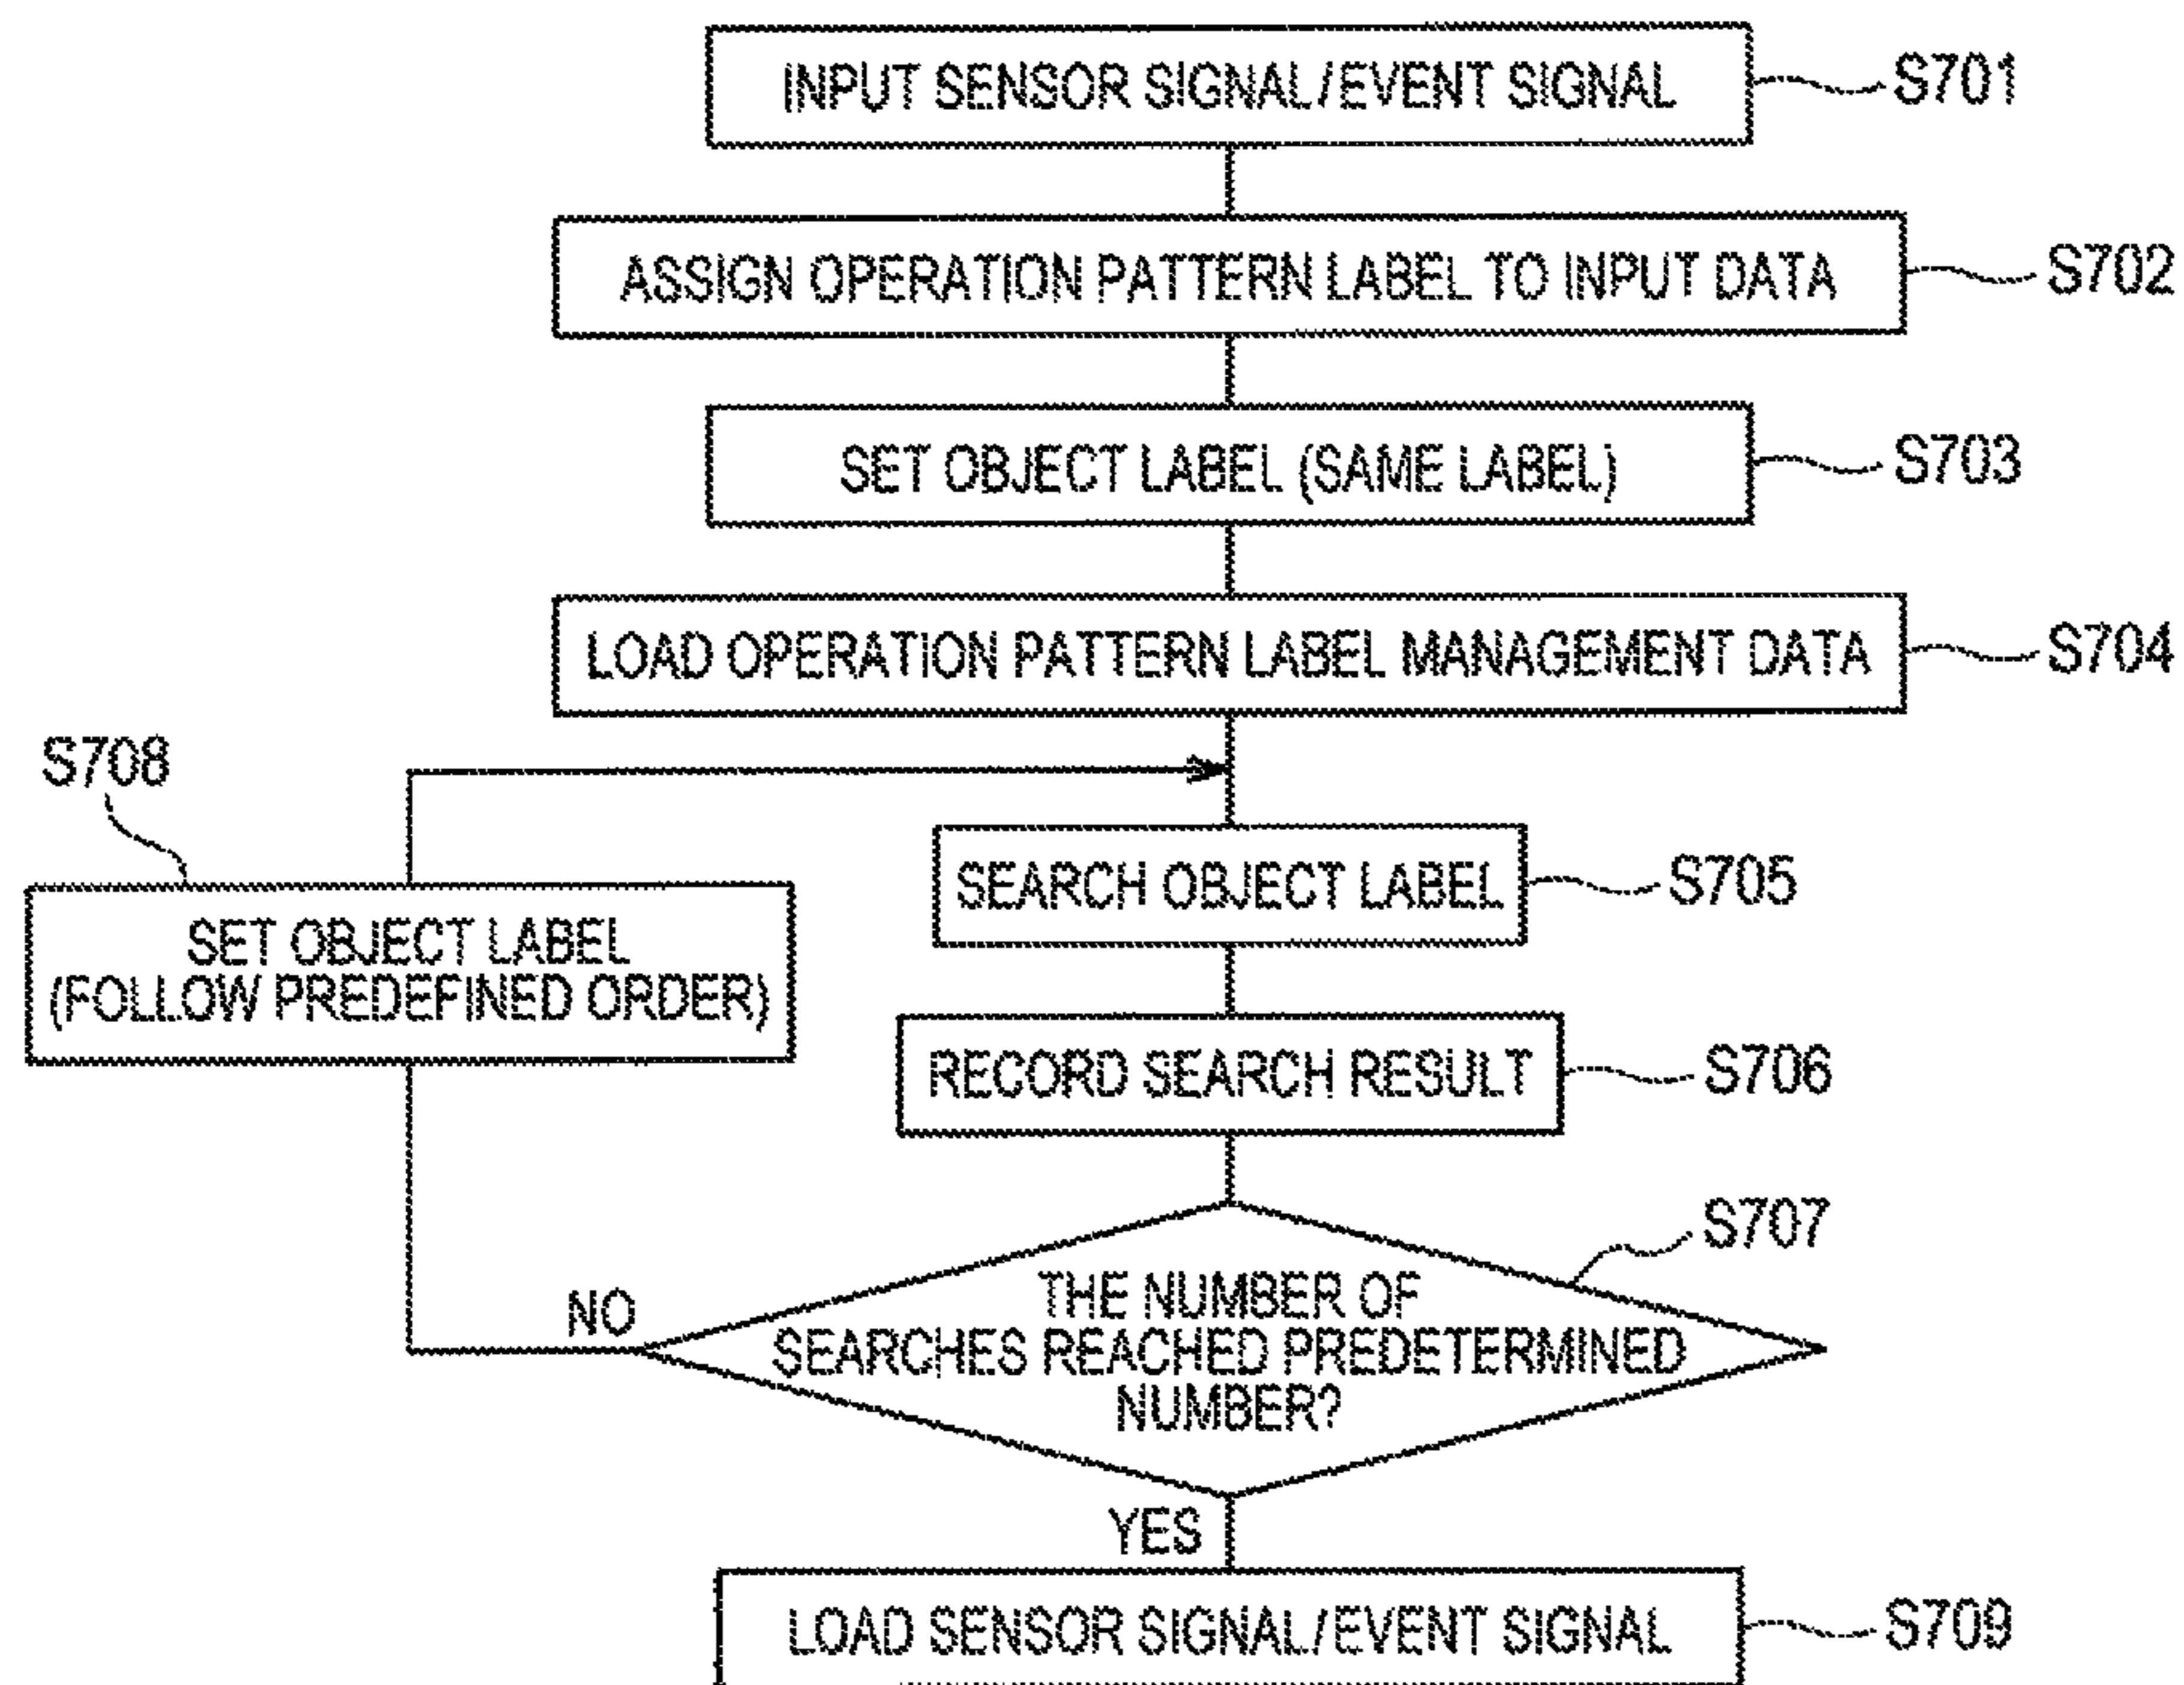 INPUT SENSOR SIGNAL/EVENT SIGNAL
S701
ASSIGN OPERATION PATTERN LABEL TO INPUT DATA
S702
SET OBJECT LABEL (SAME LABEL)
S703
LOAD OPERATION PATTERN LABEL MANAGEMENT DATA
S704
S708
SET OBJECT LABEL
(FOLLOW PREDEFINED ORDER)
SEARCH OBJECT LABEL
S705
RECORD SEARCH RESULT
S706
S707
THE NUMBER OF
SEARCHES REACHED PREDETERMINED
NUMBER?
NO
YES
LOAD SENSOR SIGNAL/EVENT SIGNAL
S709